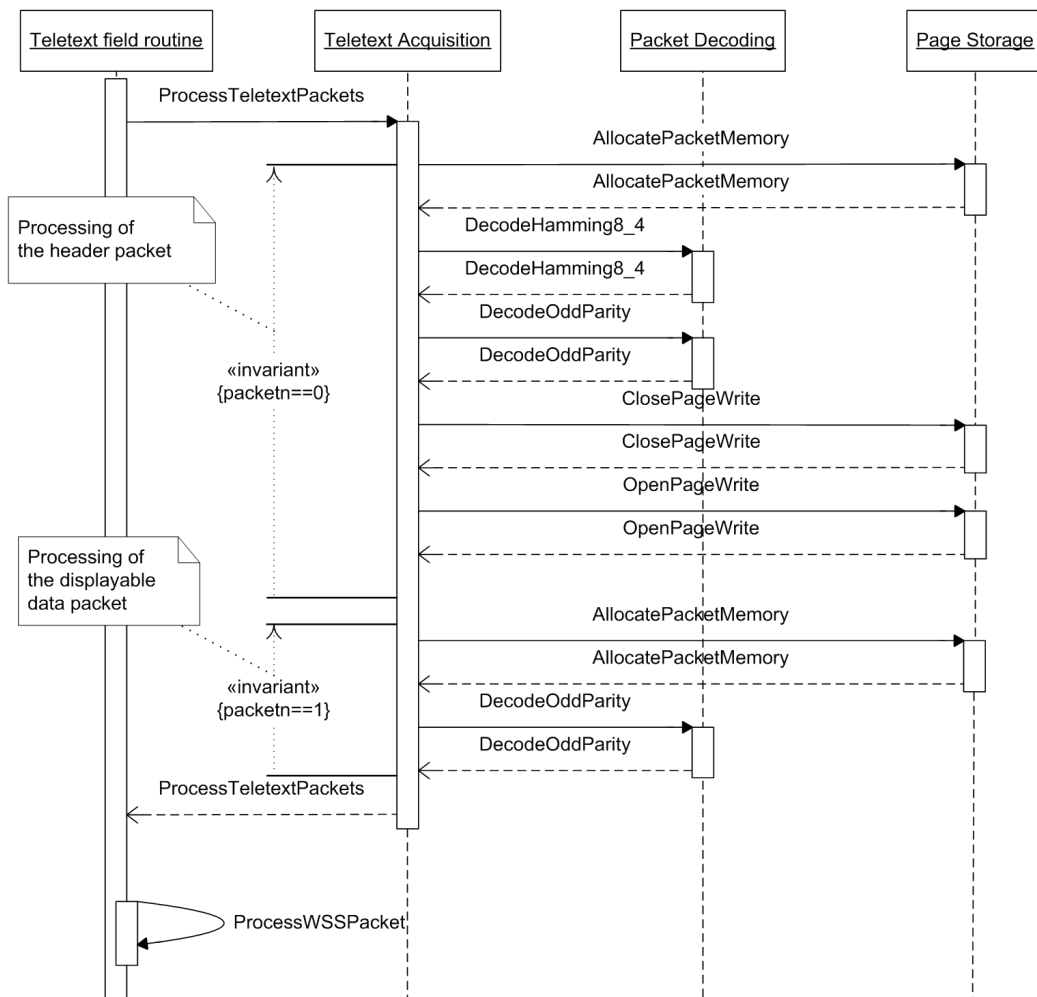 Teletext field routine
Teletext Acquisition
Packet Decoding
Page Storage
ProcessTeletextPackets
AllocatePacketMemory
AllocatePacketMemory
Processing of
the header packet
DecodeHamming8_4
DecodeHamming8_4
DecodeOddParity
DecodeOddParity
«invariant»
{packetn==0}
ClosePageWrite
ClosePageWrite
OpenPageWrite
OpenPageWrite
Processing of
the displayable
data packet
AllocatePacketMemory
AllocatePacketMemory
«invariant»
{packetn==1}
DecodeOddParity
DecodeOddParity
ProcessTeletextPackets
ProcessWSSPacket